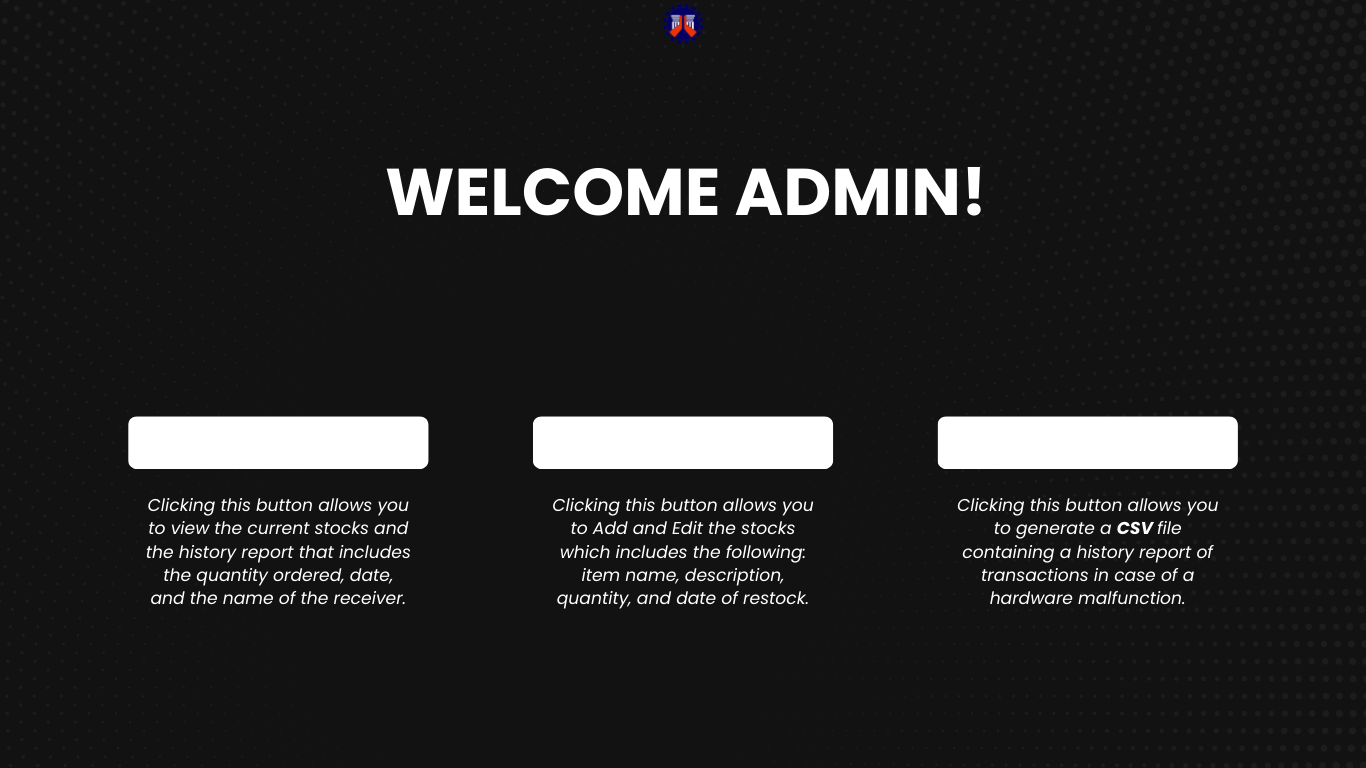 WELCOME ADMIN!
Clicking this button allows you
to view the current stocks and
the history report that includes
the quantity ordered, date,
and the name of the receiver.
Clicking this button allows you
to Add and Edit the stocks
which includes the following:
item name, description,
quantity, and date of restock.
Clicking this button allows you
to generate a CSV file
containing a history report of
transactions in case of a
hardware malfunction.